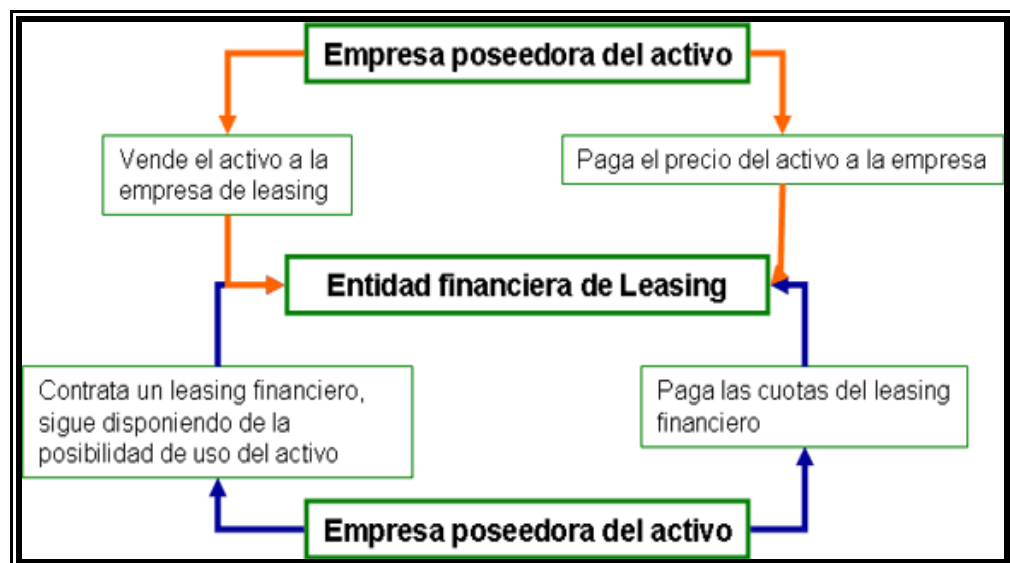 Empresa poseedora del activo
Vende el activo a la
empresa de leasing
Paga el precio del activo a la empresa
Entidad financiera de Leasing
Contrata un leasing financiero,
sigue disponiendo de la
posibilidad de uso del activo
Paga las cuotas del leasing
financiero
Empresa poseedora del activo